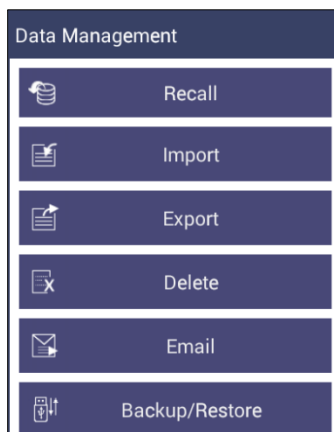 Data Management
Recall
Import
Export
Delete
Email
Backup/Restore